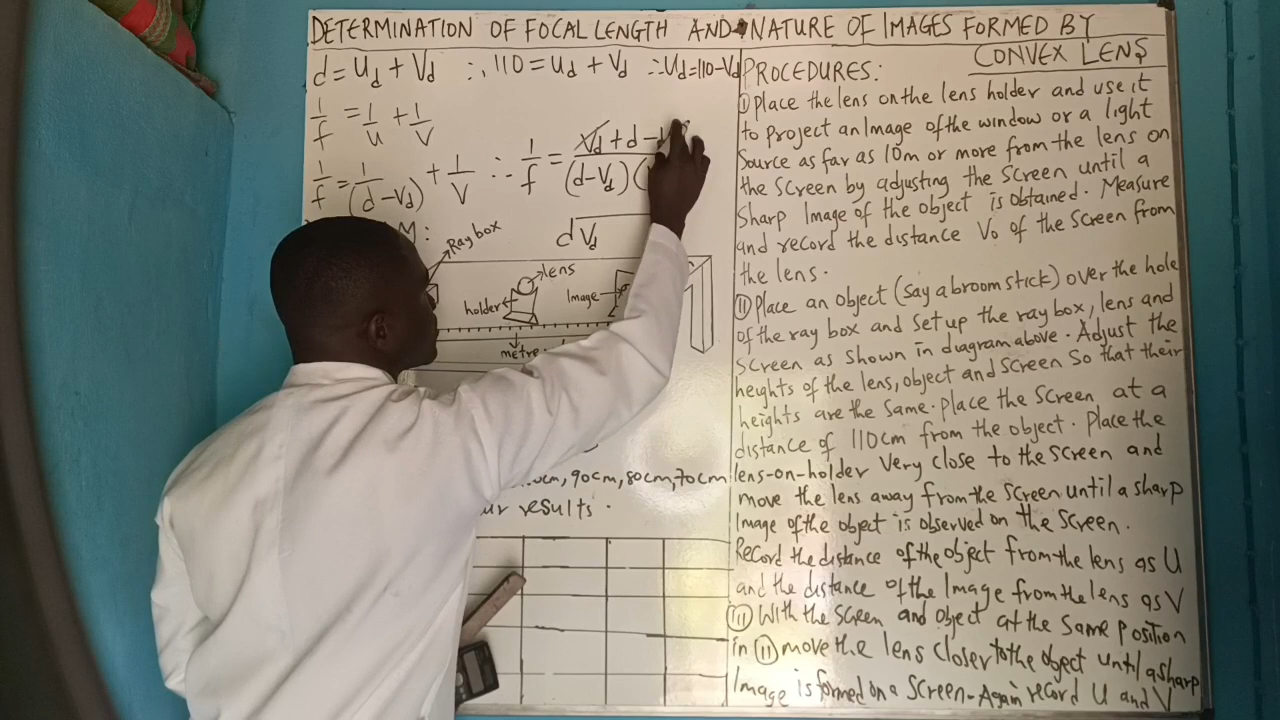 DETERMINATION OF FOCAL LENGTH AND NATURE OF IMAGES FORMED BY
CONVEX LENS
d = Ud + Vd ∴ 110 = Ud + Vd ∴ Ud = 110 - Vd
1/f = 1/u + 1/V
1/f = 1/(d - Vd) + 1/V ∴ 1/f = Vd + d -
(d - Vd) (
dVd
M:
Ray box
lens
holder
Image
metre
90cm, 80cm, 70cm
results.
PROCEDURES:
(i) Place the lens on the lens holder and use it
to project an Image of the window or a light
Source as far as 10m or more from the lens on
the screen by adjusting the screen until a
Sharp Image of the object is obtained. Measure
and record the distance Vo of the Screen from
the lens.
(ii) Place an object (say a broom stick) over the hole
of the ray box and set up the ray box, lens and
screen as shown in diagram above. Adjust the
heights of the lens, object and screen so that their
heights are the same. Place the screen at a
distance of 110cm from the object. Place the
lens-on-holder very close to the screen and
move the lens away from the screen until a sharp
Image of the object is observed on the screen.
Record the distance of the object from the lens as U
and the distance of the Image from the lens as V
(iii) With the screen and object at the same position
in (ii) move the lens closer to the object until a sharp
Image is formed on a screen. Again record U and V